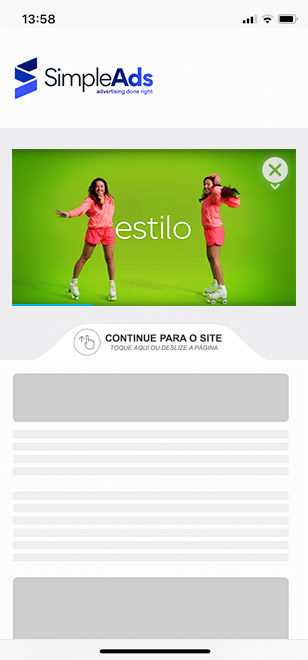 13:58
SimpleAds
advertising done right
estilo
CONTINUE PARA O SITE
TOQUE AQUI OU DESLIZE A PÁGINA